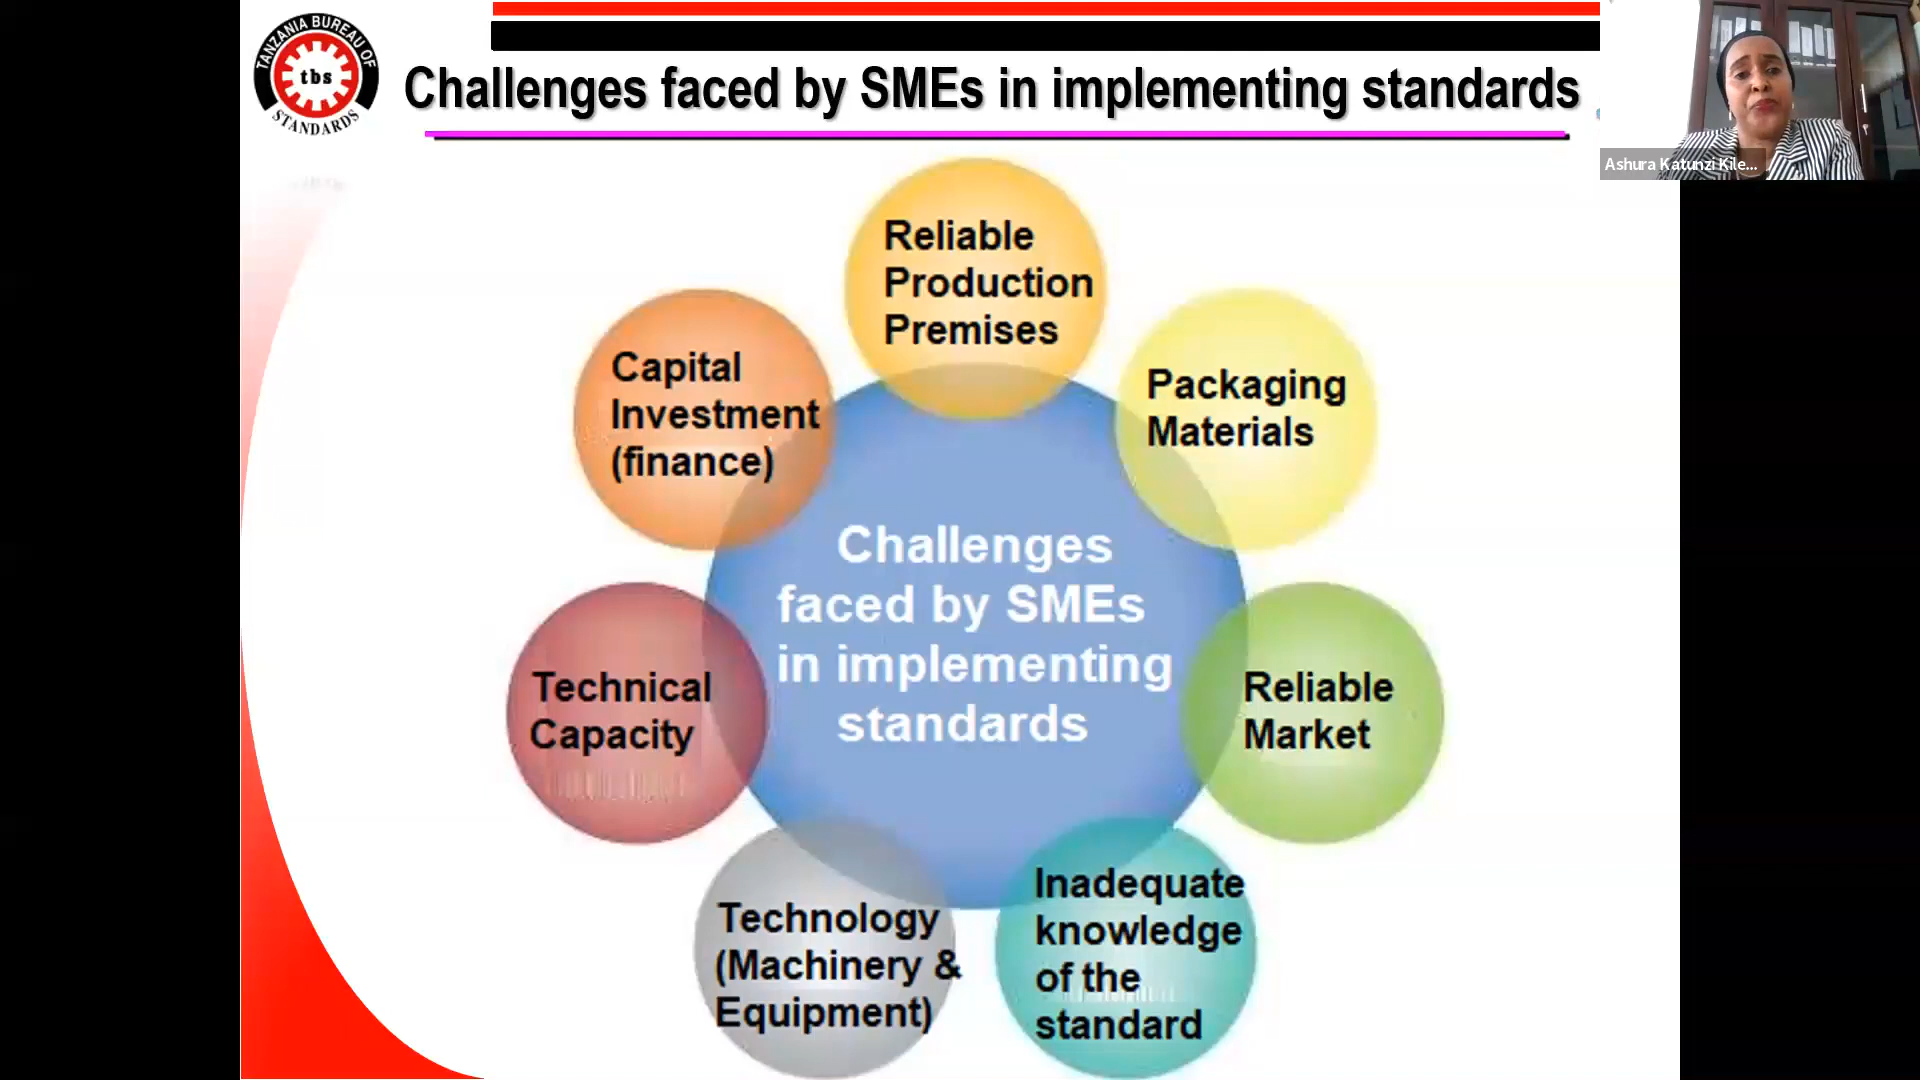 TANZANIA BUREAU OF
tbs
STANDARDS
Challenges faced by SMEs in implementing standards
Ashura Katunzi Kile...
Reliable
Production
Premises
Capital
Investment
(finance)
Packaging
Materials
Challenges
faced by SMEs
in implementing
standards
Technical
Capacity
Reliable
Market
Technology
(Machinery &
Equipment)
Inadequate
knowledge
of the
standard